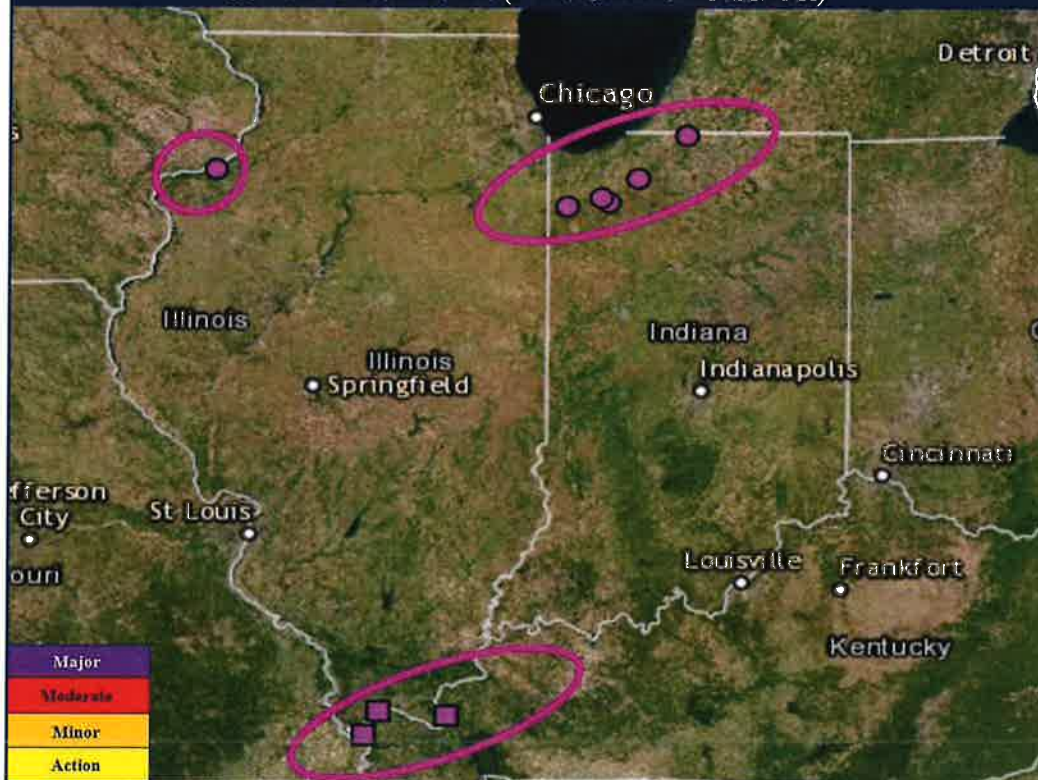 Detroit
Chicago
Illinois
Illinois
Springfield
Indiana
Indianapolis
Cincinnati
fferson
City
St Louis
ouri
Louisville
Frankfort
Kentucky
Major
Moderate
Minor
Action